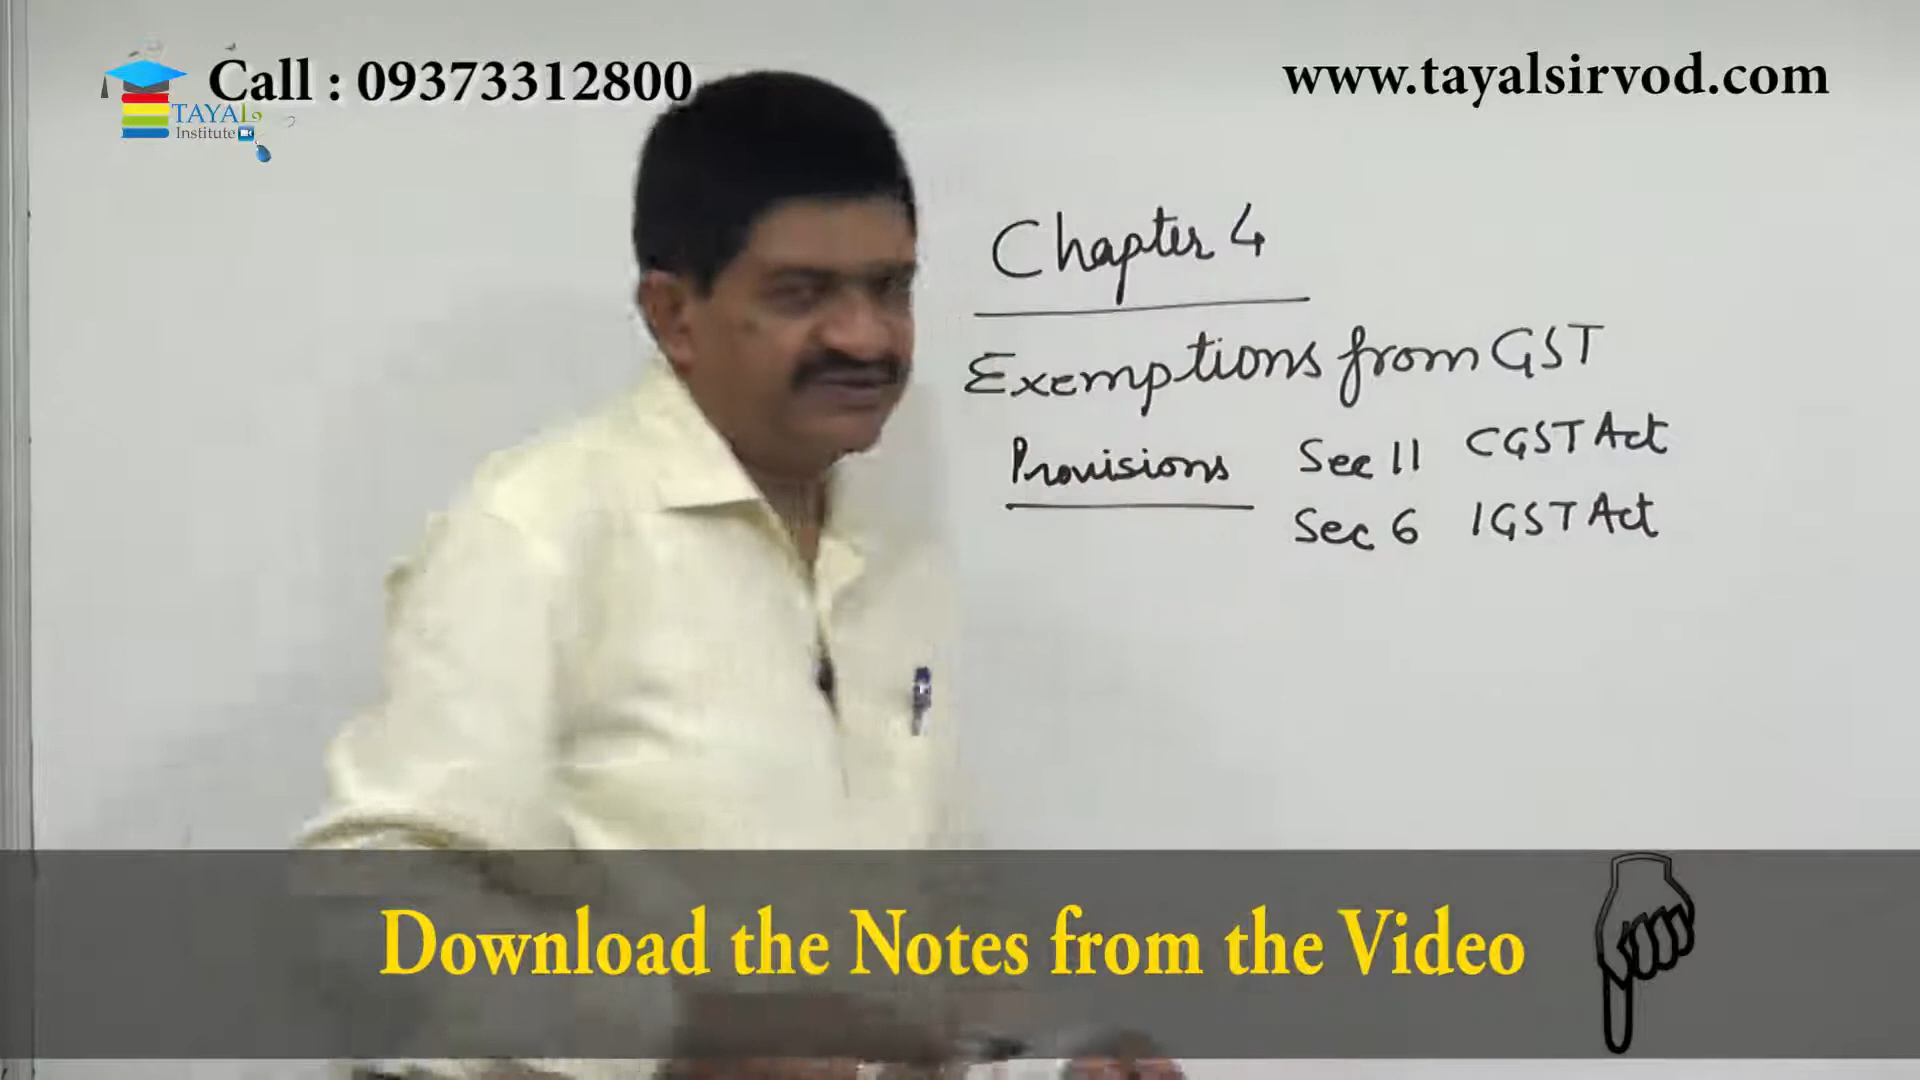 Call : 09373312800
www.tayalsirvod.com
TAYAL
Institute
Chapter 4
Exemptions from GST
Provisions Sec 11 CGST Act
Sec 6 IGST Act
Download the Notes from the Video